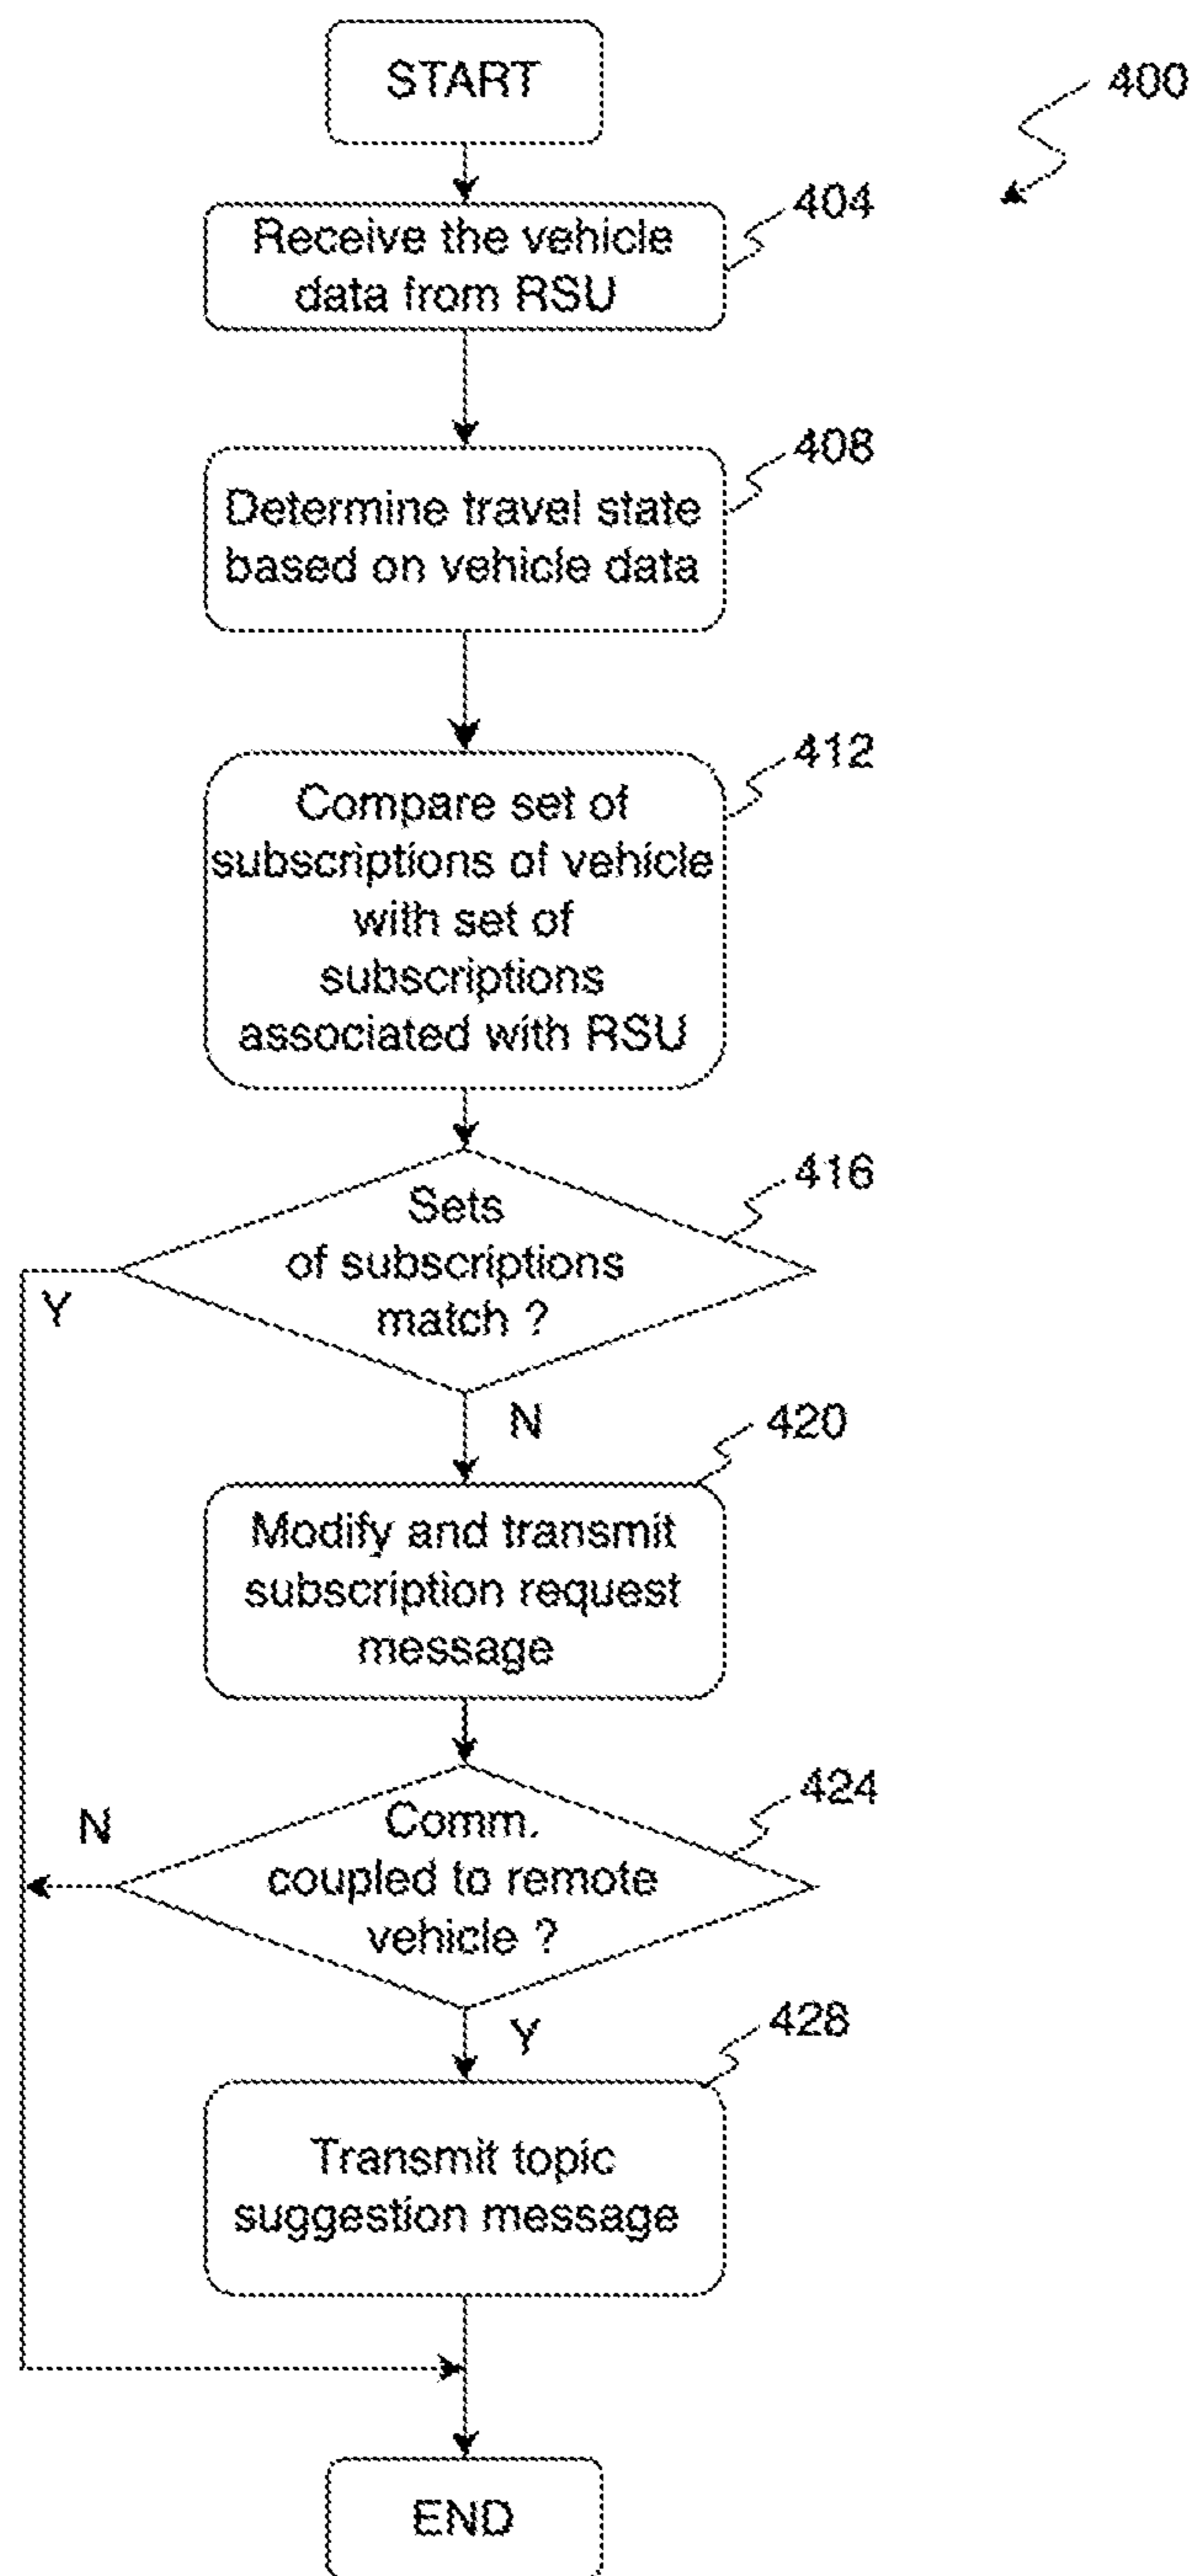 START
400
404
Receive the vehicle
data from RSU
408
Determine travel state
based on vehicle data
412
Compare set of
subscriptions of vehicle
with set of
subscriptions
associated with RSU
416
Sets
of subscriptions
match ?
Y
N
420
Modify and transmit
subscription request
message
424
Comm.
coupled to remote
vehicle ?
N
Y
428
Transmit topic
suggestion message
END